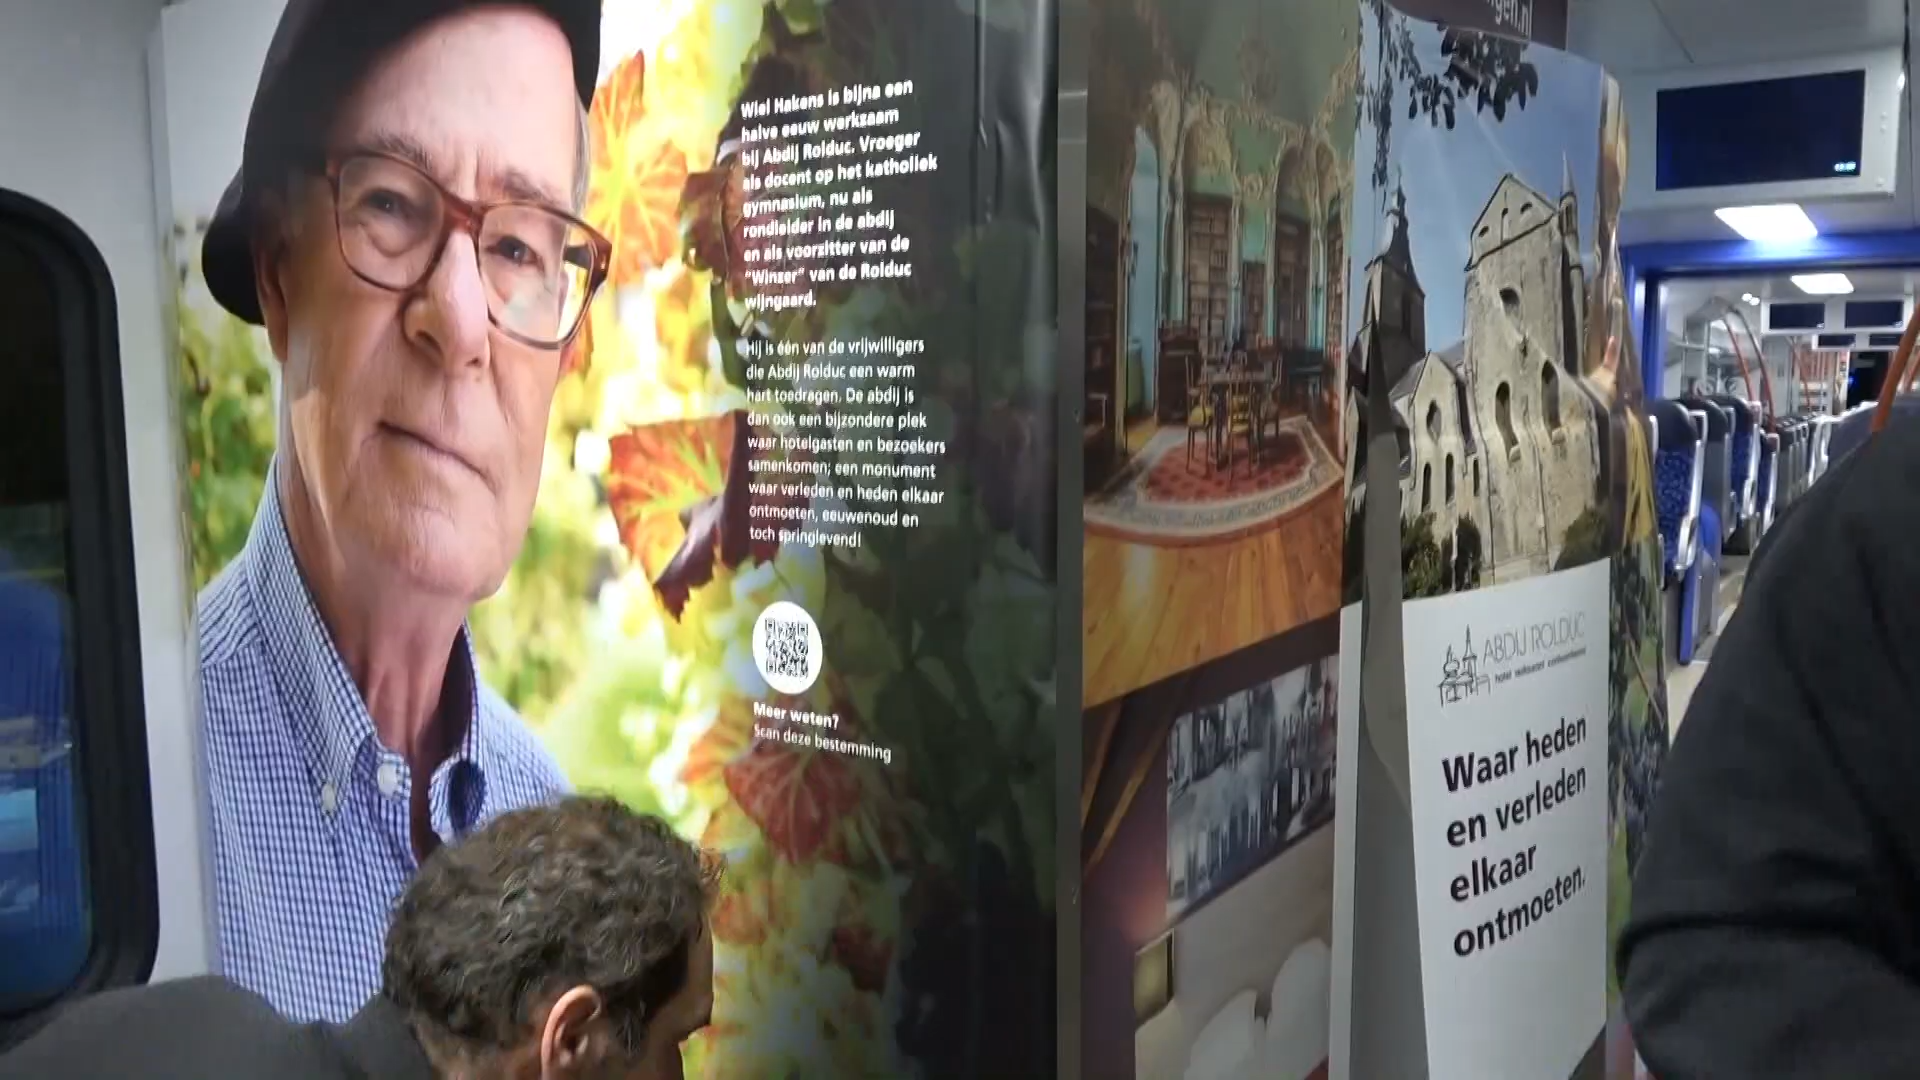 Wiel Hakens is bijna een
halve eeuw werkzaam
bij Abdij Rolduc. Vroeger
als docent op het katholiek
gymnasium, nu als
rondleider in de abdij
en als voorzitter van de
"Winzer" van de Rolduc
wijngaard.
Hij is één van de vrijwilligers
die Abdij Rolduc een warm
hart toedragen. De abdij is
dan ook een bijzondere plek
waar hotelgasten en bezoekers
samenkomen; een monument
waar verleden en heden elkaar
ontmoeten, eeuwenoud en
toch springlevend!
Meer weten?
Scan deze bestemming
ABDIJ ROLDUC
hotel restaurant conferentie
Waar heden
en verleden
elkaar
ontmoeten.